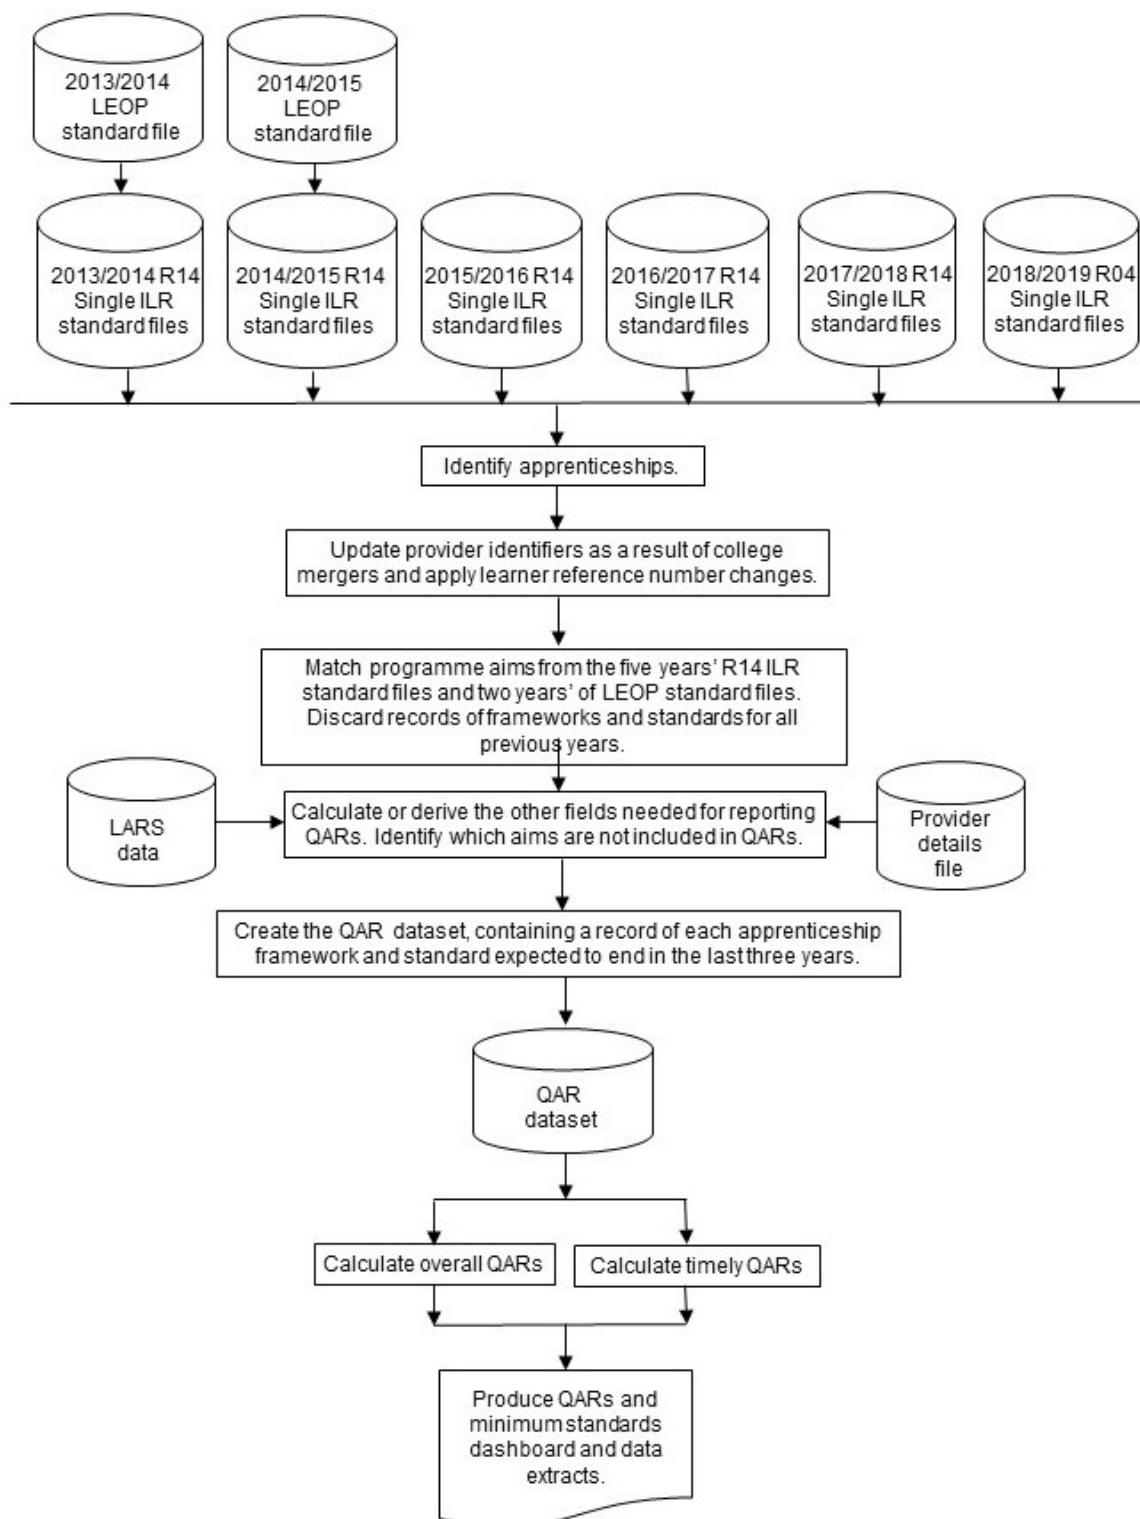 2013/2014
LEOP
standard file
2014/2015
LEOP
standard file
2013/2014 R14
Single ILR
standard files
2014/2015 R14
Single ILR
standard files
2015/2016 R14
Single ILR
standard files
2016/2017 R14
Single ILR
standard files
2017/2018 R14
Single ILR
standard files
2018/2019 R04
Single ILR
standard files
Identify apprenticeships.
Update provider identifiers as a result of college
mergers and apply learner reference number changes.
Match programme aims from the five years’ R14 ILR
standard files and two years’ of LEOP standard files.
Discard records of frameworks and standards for all
previous years.
LARS
data
Calculate or derive the other fields needed for reporting
QARs. Identify which aims are not included in QARs.
Provider
details
file
Create the QAR dataset, containing a record of each apprenticeship
framework and standard expected to end in the last three years.
QAR
dataset
Calculate overall QARs
Calculate timely QARs
Produce QARs and
minimum standards
dashboard and data
extracts.